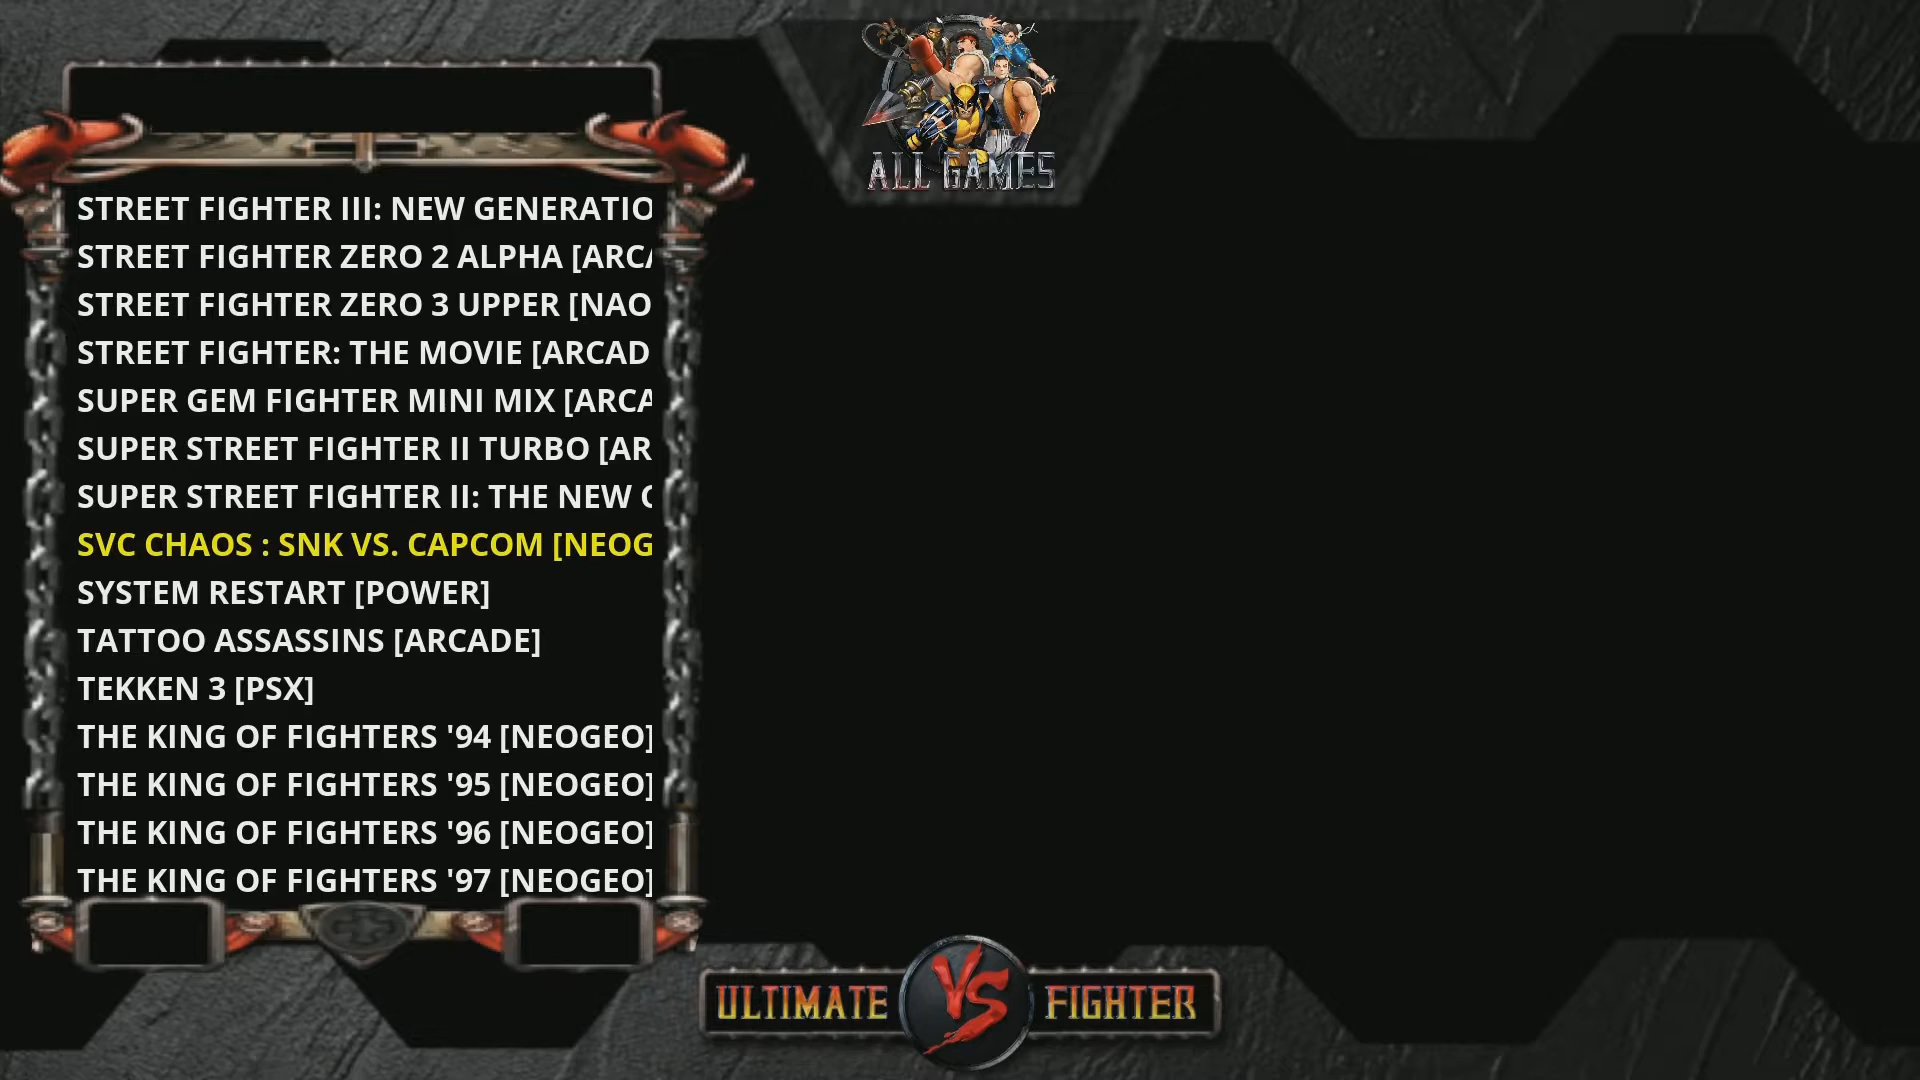 ALL GAMES
STREET FIGHTER III: NEW GENERATIO
STREET FIGHTER ZERO 2 ALPHA [ARCA
STREET FIGHTER ZERO 3 UPPER [NAO
STREET FIGHTER: THE MOVIE [ARCAD
SUPER GEM FIGHTER MINI MIX [ARCA
SUPER STREET FIGHTER II TURBO [AR
SUPER STREET FIGHTER II: THE NEW C
SVC CHAOS : SNK VS. CAPCOM [NEOG
SYSTEM RESTART [POWER]
TATTOO ASSASSINS [ARCADE]
TEKKEN 3 [PSX]
THE KING OF FIGHTERS '94 [NEOGEO]
THE KING OF FIGHTERS '95 [NEOGEO]
THE KING OF FIGHTERS '96 [NEOGEO]
THE KING OF FIGHTERS '97 [NEOGEO]
ULTIMATE VS FIGHTER